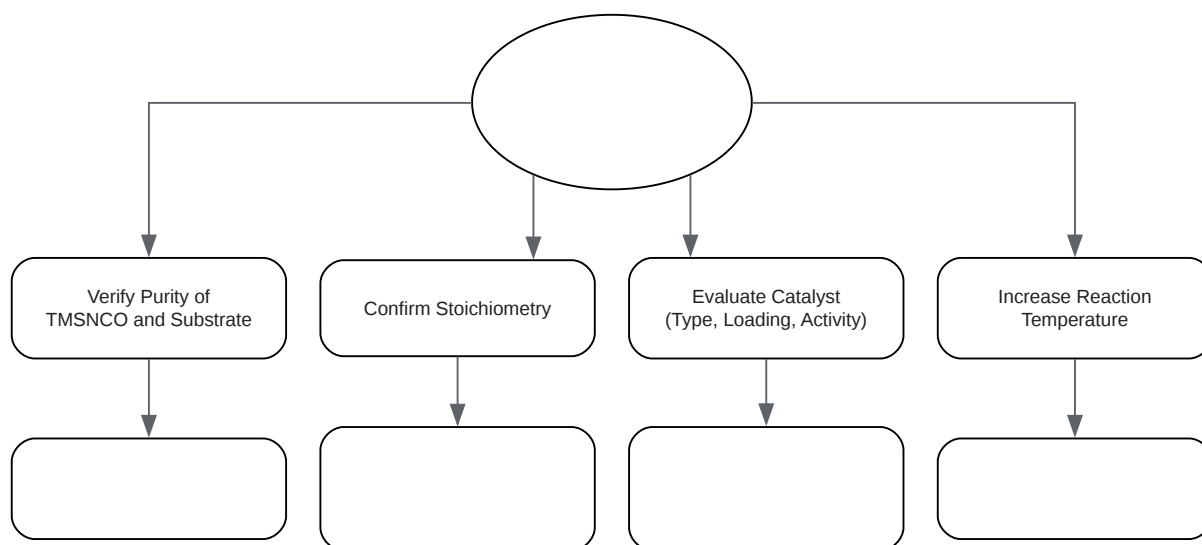 Verify Purity of
TMSNCO and Substrate
Confirm Stoichiometry
Evaluate Catalyst
(Type, Loading, Activity)
Increase Reaction
Temperature